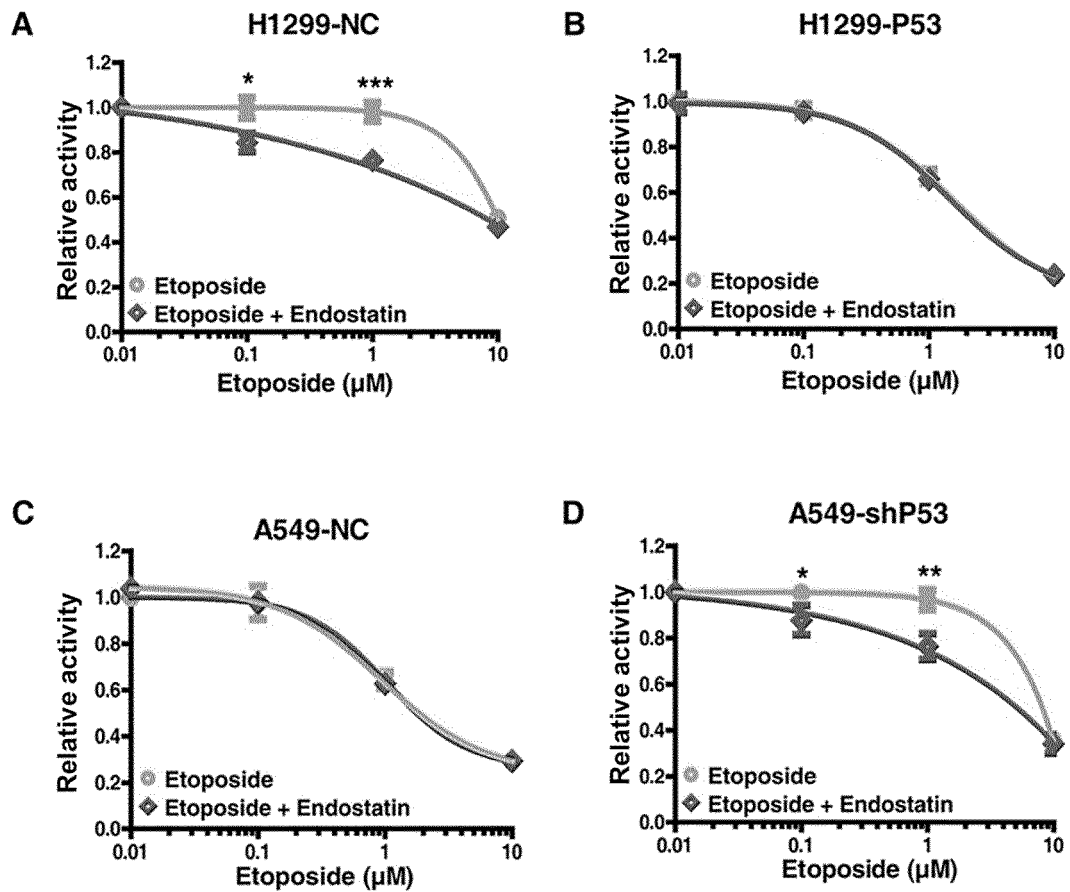 A
H1299-NC
1.2
1.0
0.8
0.6
0.4
0.2
0.0
Relative activity
*
***
Etoposide
Etoposide + Endostatin
0.01
0.1
1
10
Etoposide (μM)
B
H1299-P53
1.2
1.0
0.8
0.6
0.4
0.2
0.0
Relative activity
Etoposide
Etoposide + Endostatin
0.01
0.1
1
10
Etoposide (μM)
C
A549-NC
1.2
1.0
0.8
0.6
0.4
0.2
0.0
Relative activity
Etoposide
Etoposide + Endostatin
0.01
0.1
1
10
Etoposide (μM)
D
A549-shP53
1.2
1.0
0.8
0.6
0.4
0.2
0.0
Relative activity
*
**
Etoposide
Etoposide + Endostatin
0.01
0.1
1
10
Etoposide (μM)